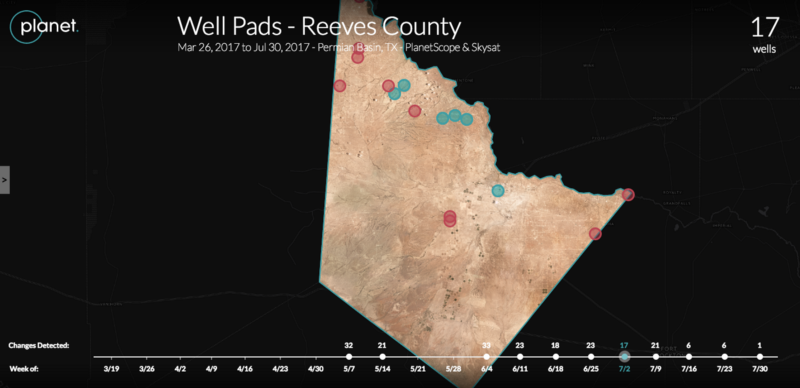 planet.
Well Pads - Reeves County
Mar 26, 2017 to Jul 30, 2017 - Permian Basin, TX - PlanetScope & Skysat
17
wells
>
Changes Detected: 32 21 33 23 18 23 17 21 6 6 1
Week of: 3/19 3/26 4/2 4/9 4/16 4/23 4/30 5/7 5/14 5/21 5/28 6/4 6/11 6/18 6/25 7/2 7/9 7/16 7/23 7/30